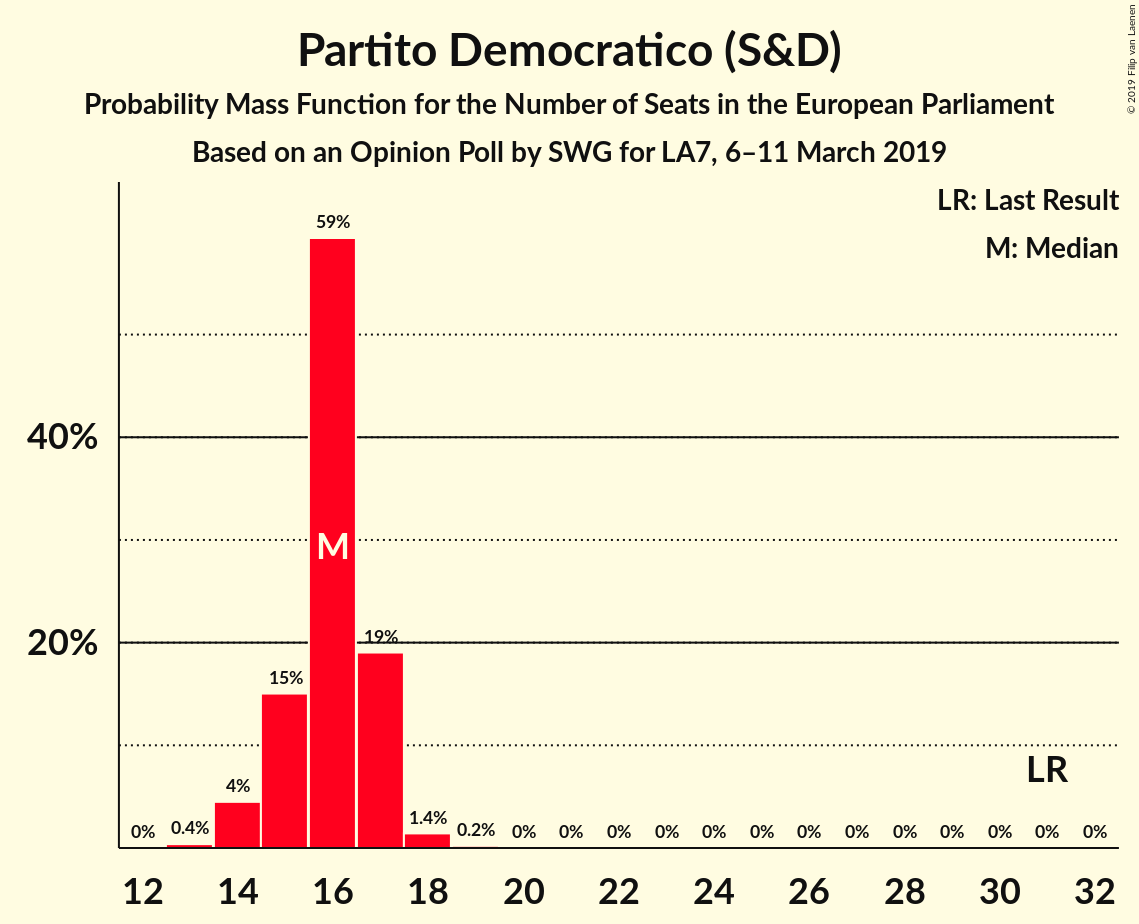 Partito Democratico (S&D)
Probability Mass Function for the Number of Seats in the European Parliament
Based on an Opinion Poll by SWG for LA7, 6–11 March 2019
© 2019 Filip van Laenen
LR: Last Result
M: Median
59%
40%
M
20%
19%
15%
LR
4%
0% 0.4% 1.4% 0.2% 0% 0% 0% 0% 0% 0% 0% 0% 0% 0% 0% 0% 0%
12 14 16 18 20 22 24 26 28 30 32